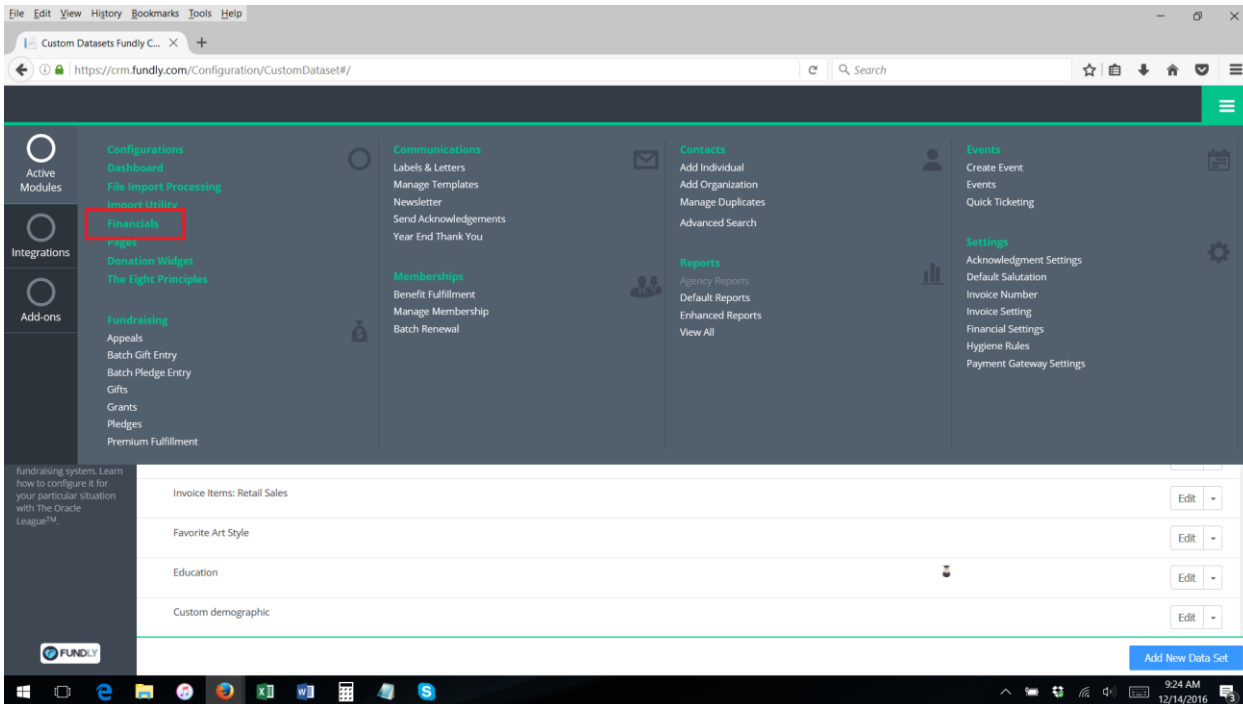 File Edit View History Bookmarks Tools Help
Custom Datasets Fundly C...
https://crm.fundly.com/Configuration/CustomDataset#/
Search
Active
Modules
Integrations
Add-ons
Configurations
Dashboard
File Import Processing
Import Utility
Financials
Pages
Donation Widget
The Eight Principles
Fundraising
Appeals
Batch Gift Entry
Batch Pledge Entry
Gifts
Grants
Pledges
Premium Fulfillment
Communications
Labels & Letters
Manage Templates
Newsletter
Send Acknowledgements
Year End Thank You
Memberships
Benefit Fulfillment
Manage Membership
Batch Renewal
Contacts
Add Individual
Add Organization
Manage Duplicates
Advanced Search
Reports
Agency Reports
Default Reports
Enhanced Reports
View All
Events
Create Event
Events
Quick Ticketing
Settings
Acknowledgment Settings
Default Salutation
Invoice Number
Invoice Setting
Financial Settings
Hygiene Rules
Payment Gateway Settings
fundraising system. Learn
how to configure it for
your particular situation
with The Oracle
League™.
Invoice Items: Retail Sales
Edit
Favorite Art Style
Edit
Education
Edit
Custom demographic
Edit
FUNDLY
Add New Data Set
9:24 AM
12/14/2016
3